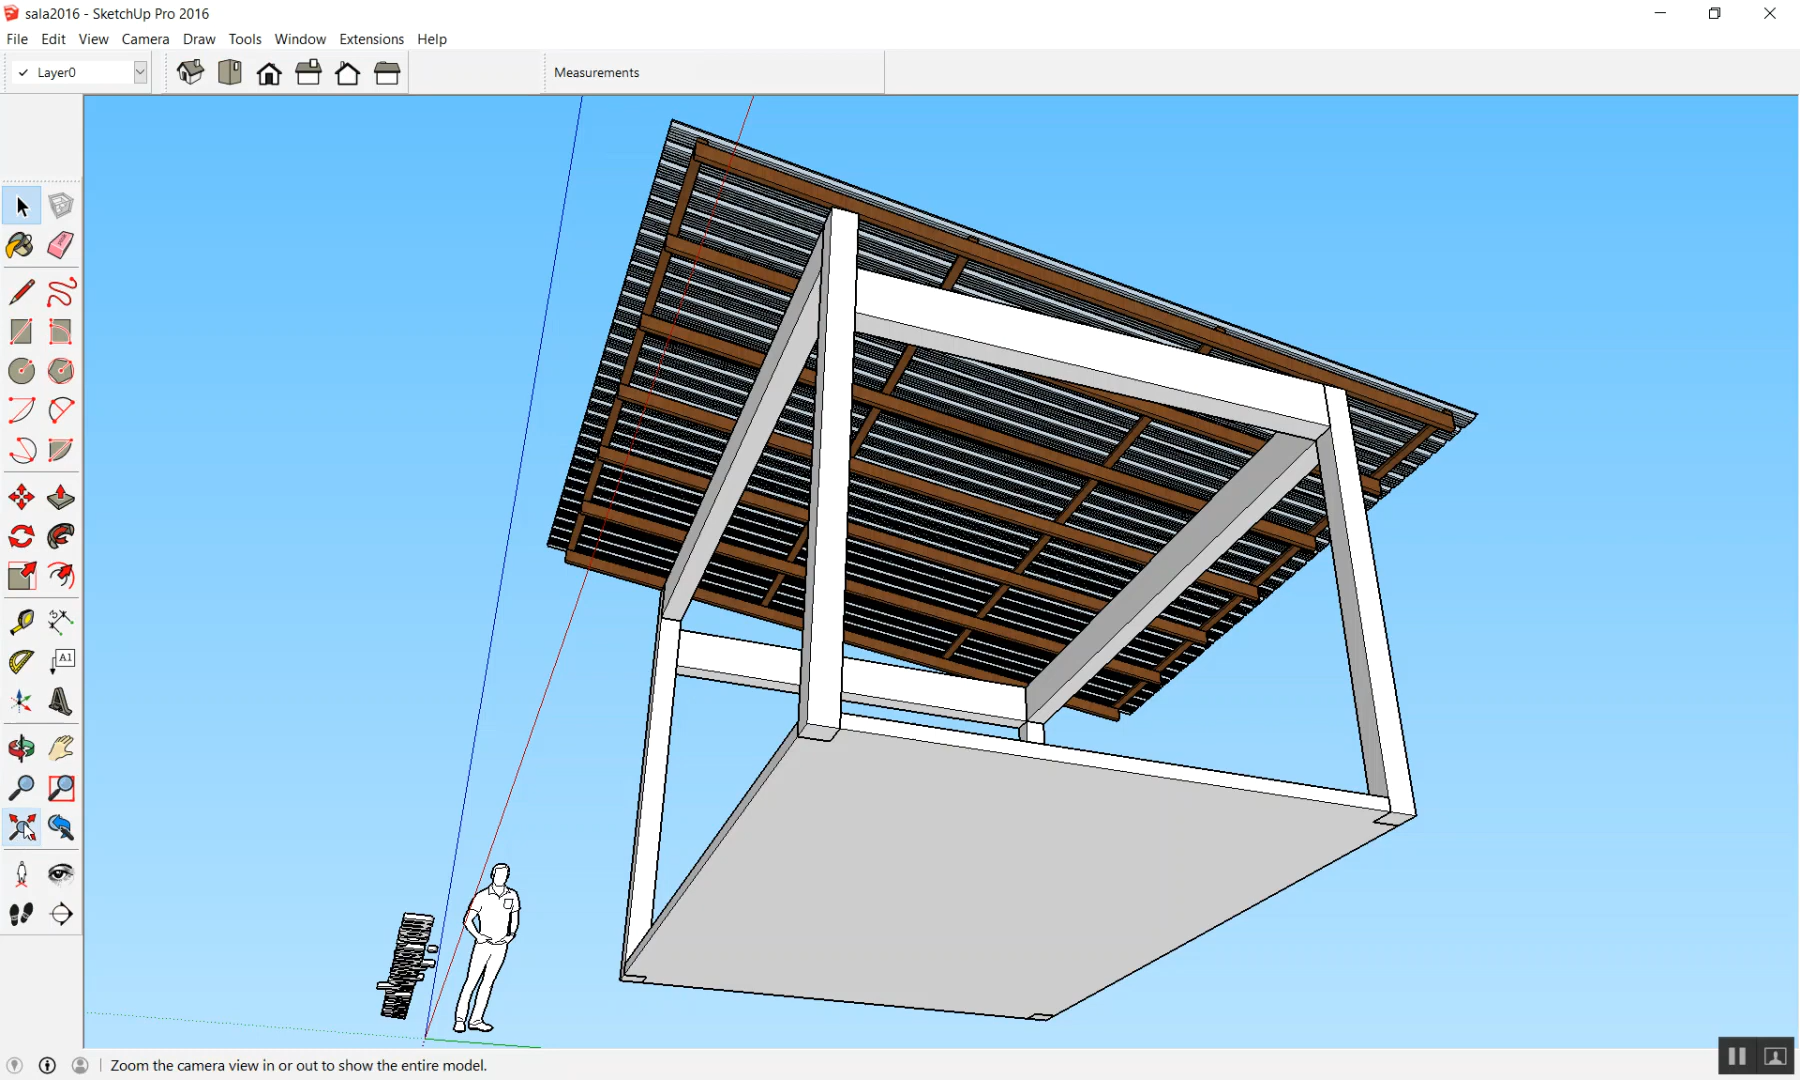 sala2016 - SketchUp Pro 2016
File Edit View Camera Draw Tools Window Extensions Help
Layer0
Measurements
A1
Zoom the camera view in or out to show the entire model.